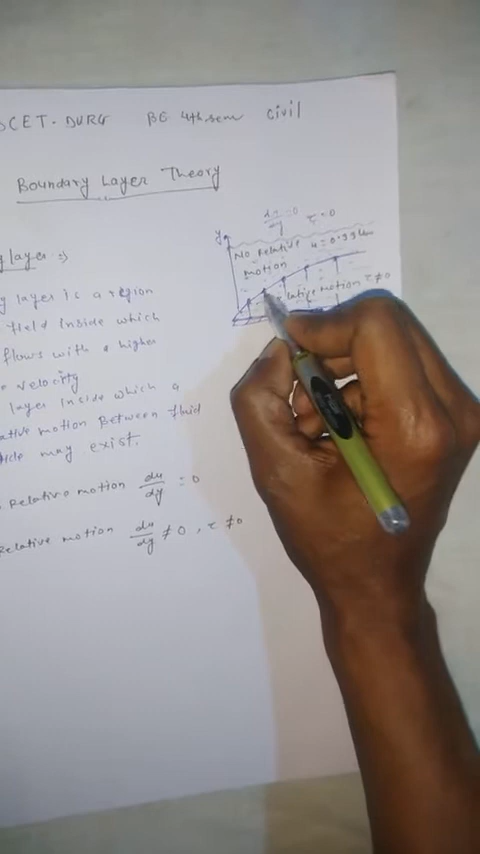 CET. DURG BE 4th sem Civil
Boundary Layer Theory
du/dy = 0 τ = 0
y
No Relative u = 0.99
motion
Relative motion τ ≠ 0
layer :)
layer is a region
field Inside which
flows with a higher
velocity
layer Inside which a
ative motion Between fluid
may exist.
Relative motion du/dy = 0
Relative motion du/dy ≠ 0, τ ≠ 0